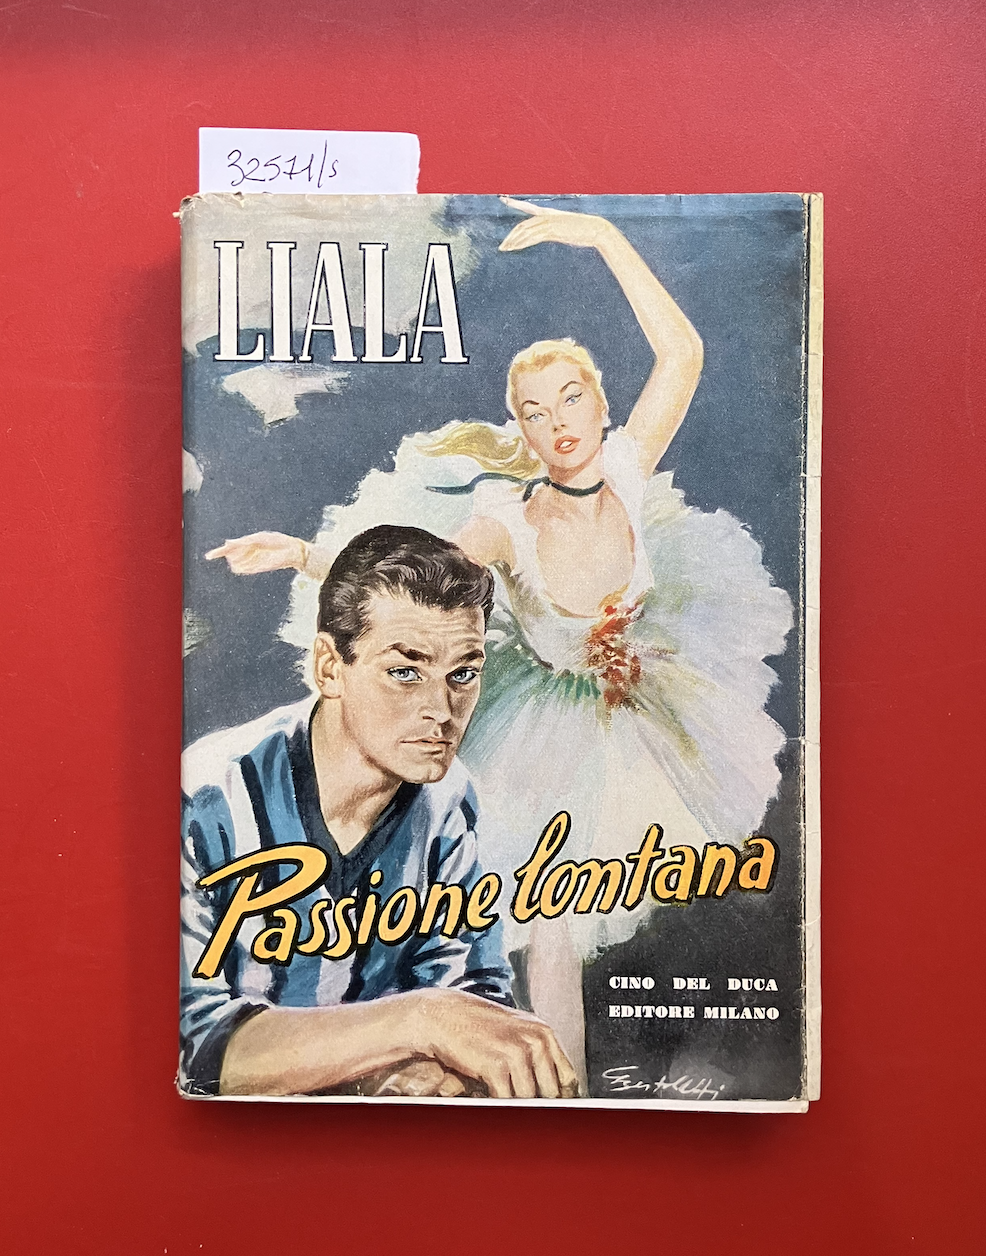 32571/s
LIALA
Passione lontana
CINO DEL DUCA
EDITORE MILANO